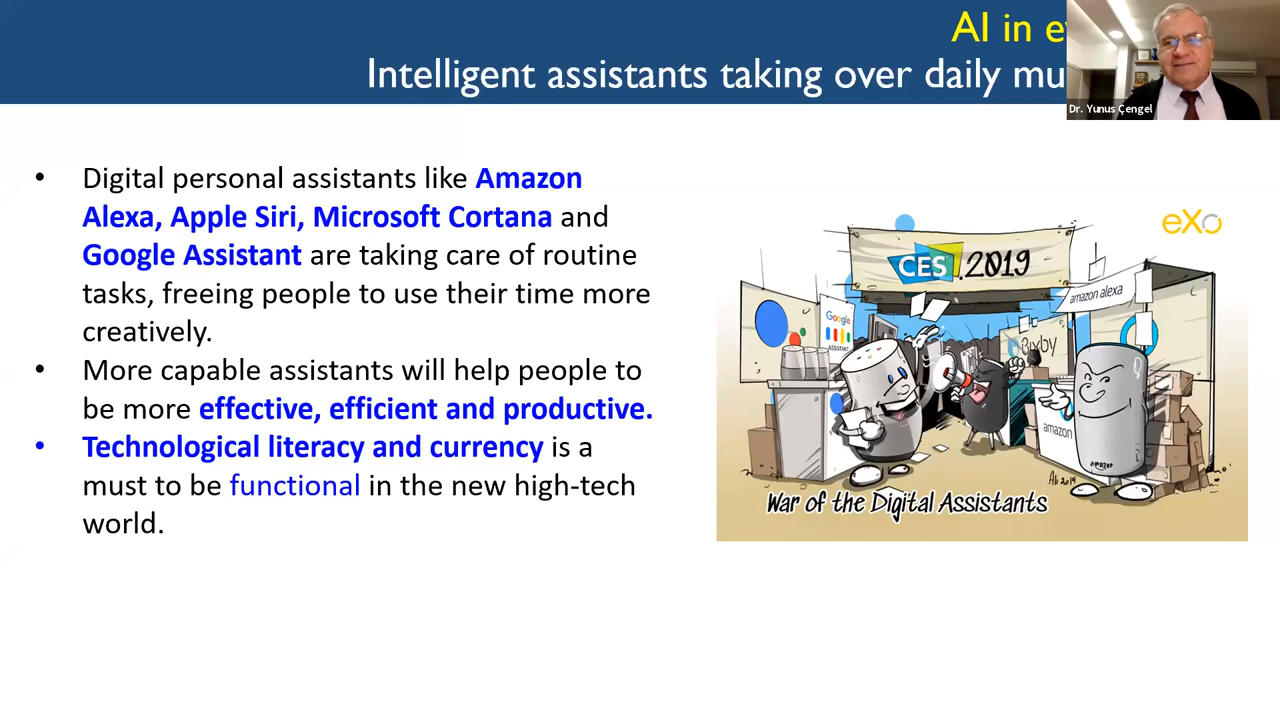 AI in e
Intelligent assistants taking over daily mu
Dr. Yunus Çengel
• Digital personal assistants like Amazon
Alexa, Apple Siri, Microsoft Cortana and
Google Assistant are taking care of routine
tasks, freeing people to use their time more
creatively.
• More capable assistants will help people to
be more effective, efficient and productive.
• Technological literacy and currency is a
must to be functional in the new high-tech
world.
eXo
CES 2019
amazon alexa
Google
ASSISTANT
Bixby
amazon
amazon
Ali 2019
War of the Digital Assistants